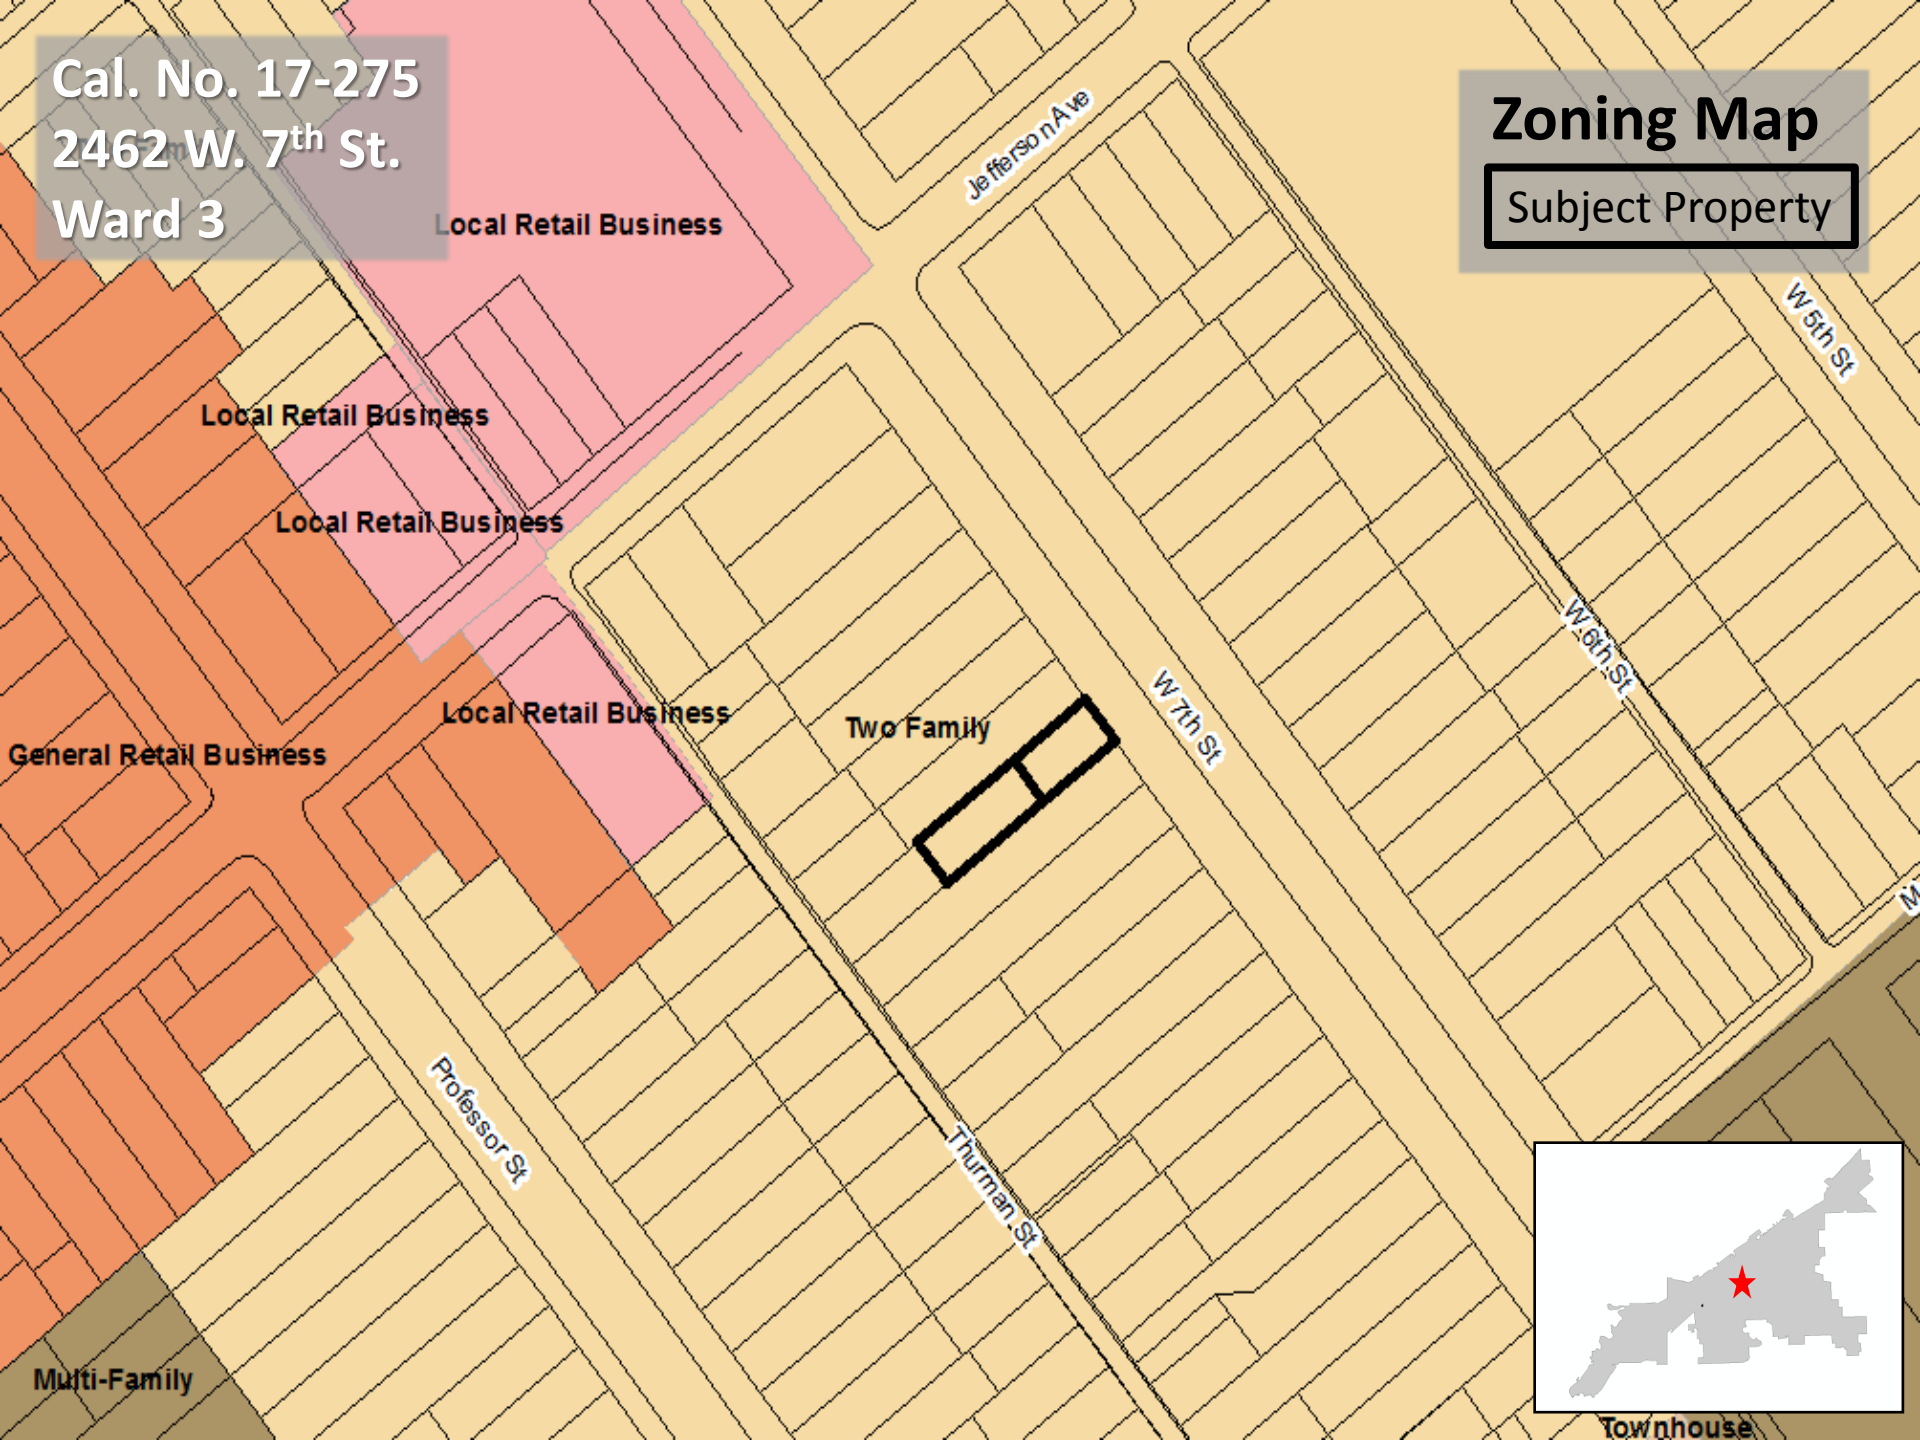 Cal. No. 17-275
2462 W. 7th St.
Ward 3
Zoning Map
Subject Property
Jefferson Ave
Local Retail Business
W 5th St
Local Retail Business
Local Retail Business
W 6th St
Local Retail Business
Two Family
W 7th St
General Retail Business
Professor St
Thurman St
Multi-Family
Townhouse